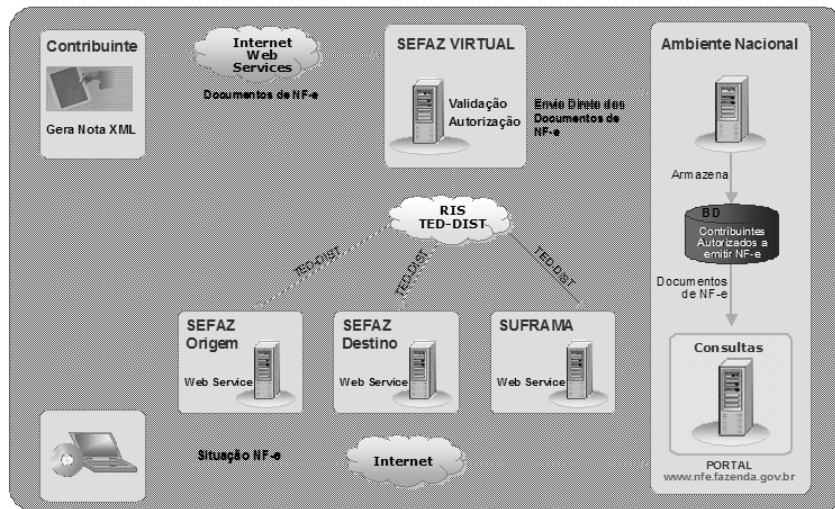 Contribuinte
Gera Nota XML
Internet
Web
Services
Documentos de NF-e
SEFAZ VIRTUAL
Validação
Autorização
Envio Direto dos
Documentos de
NF-e
Ambiente Nacional
Armazena
BD
Contribuintes
Autorizados a
emitir NF-e
Documentos
de NF-e
Consultas
PORTAL
www.nfe.fazenda.gov.br
RIS
TED-DIST
TED-DIST
TED-DIST
TED-DIST
SEFAZ
Origem
Web Service
SEFAZ
Destino
Web Service
SUFRAMA
Web Service
Situação NF-e
Internet